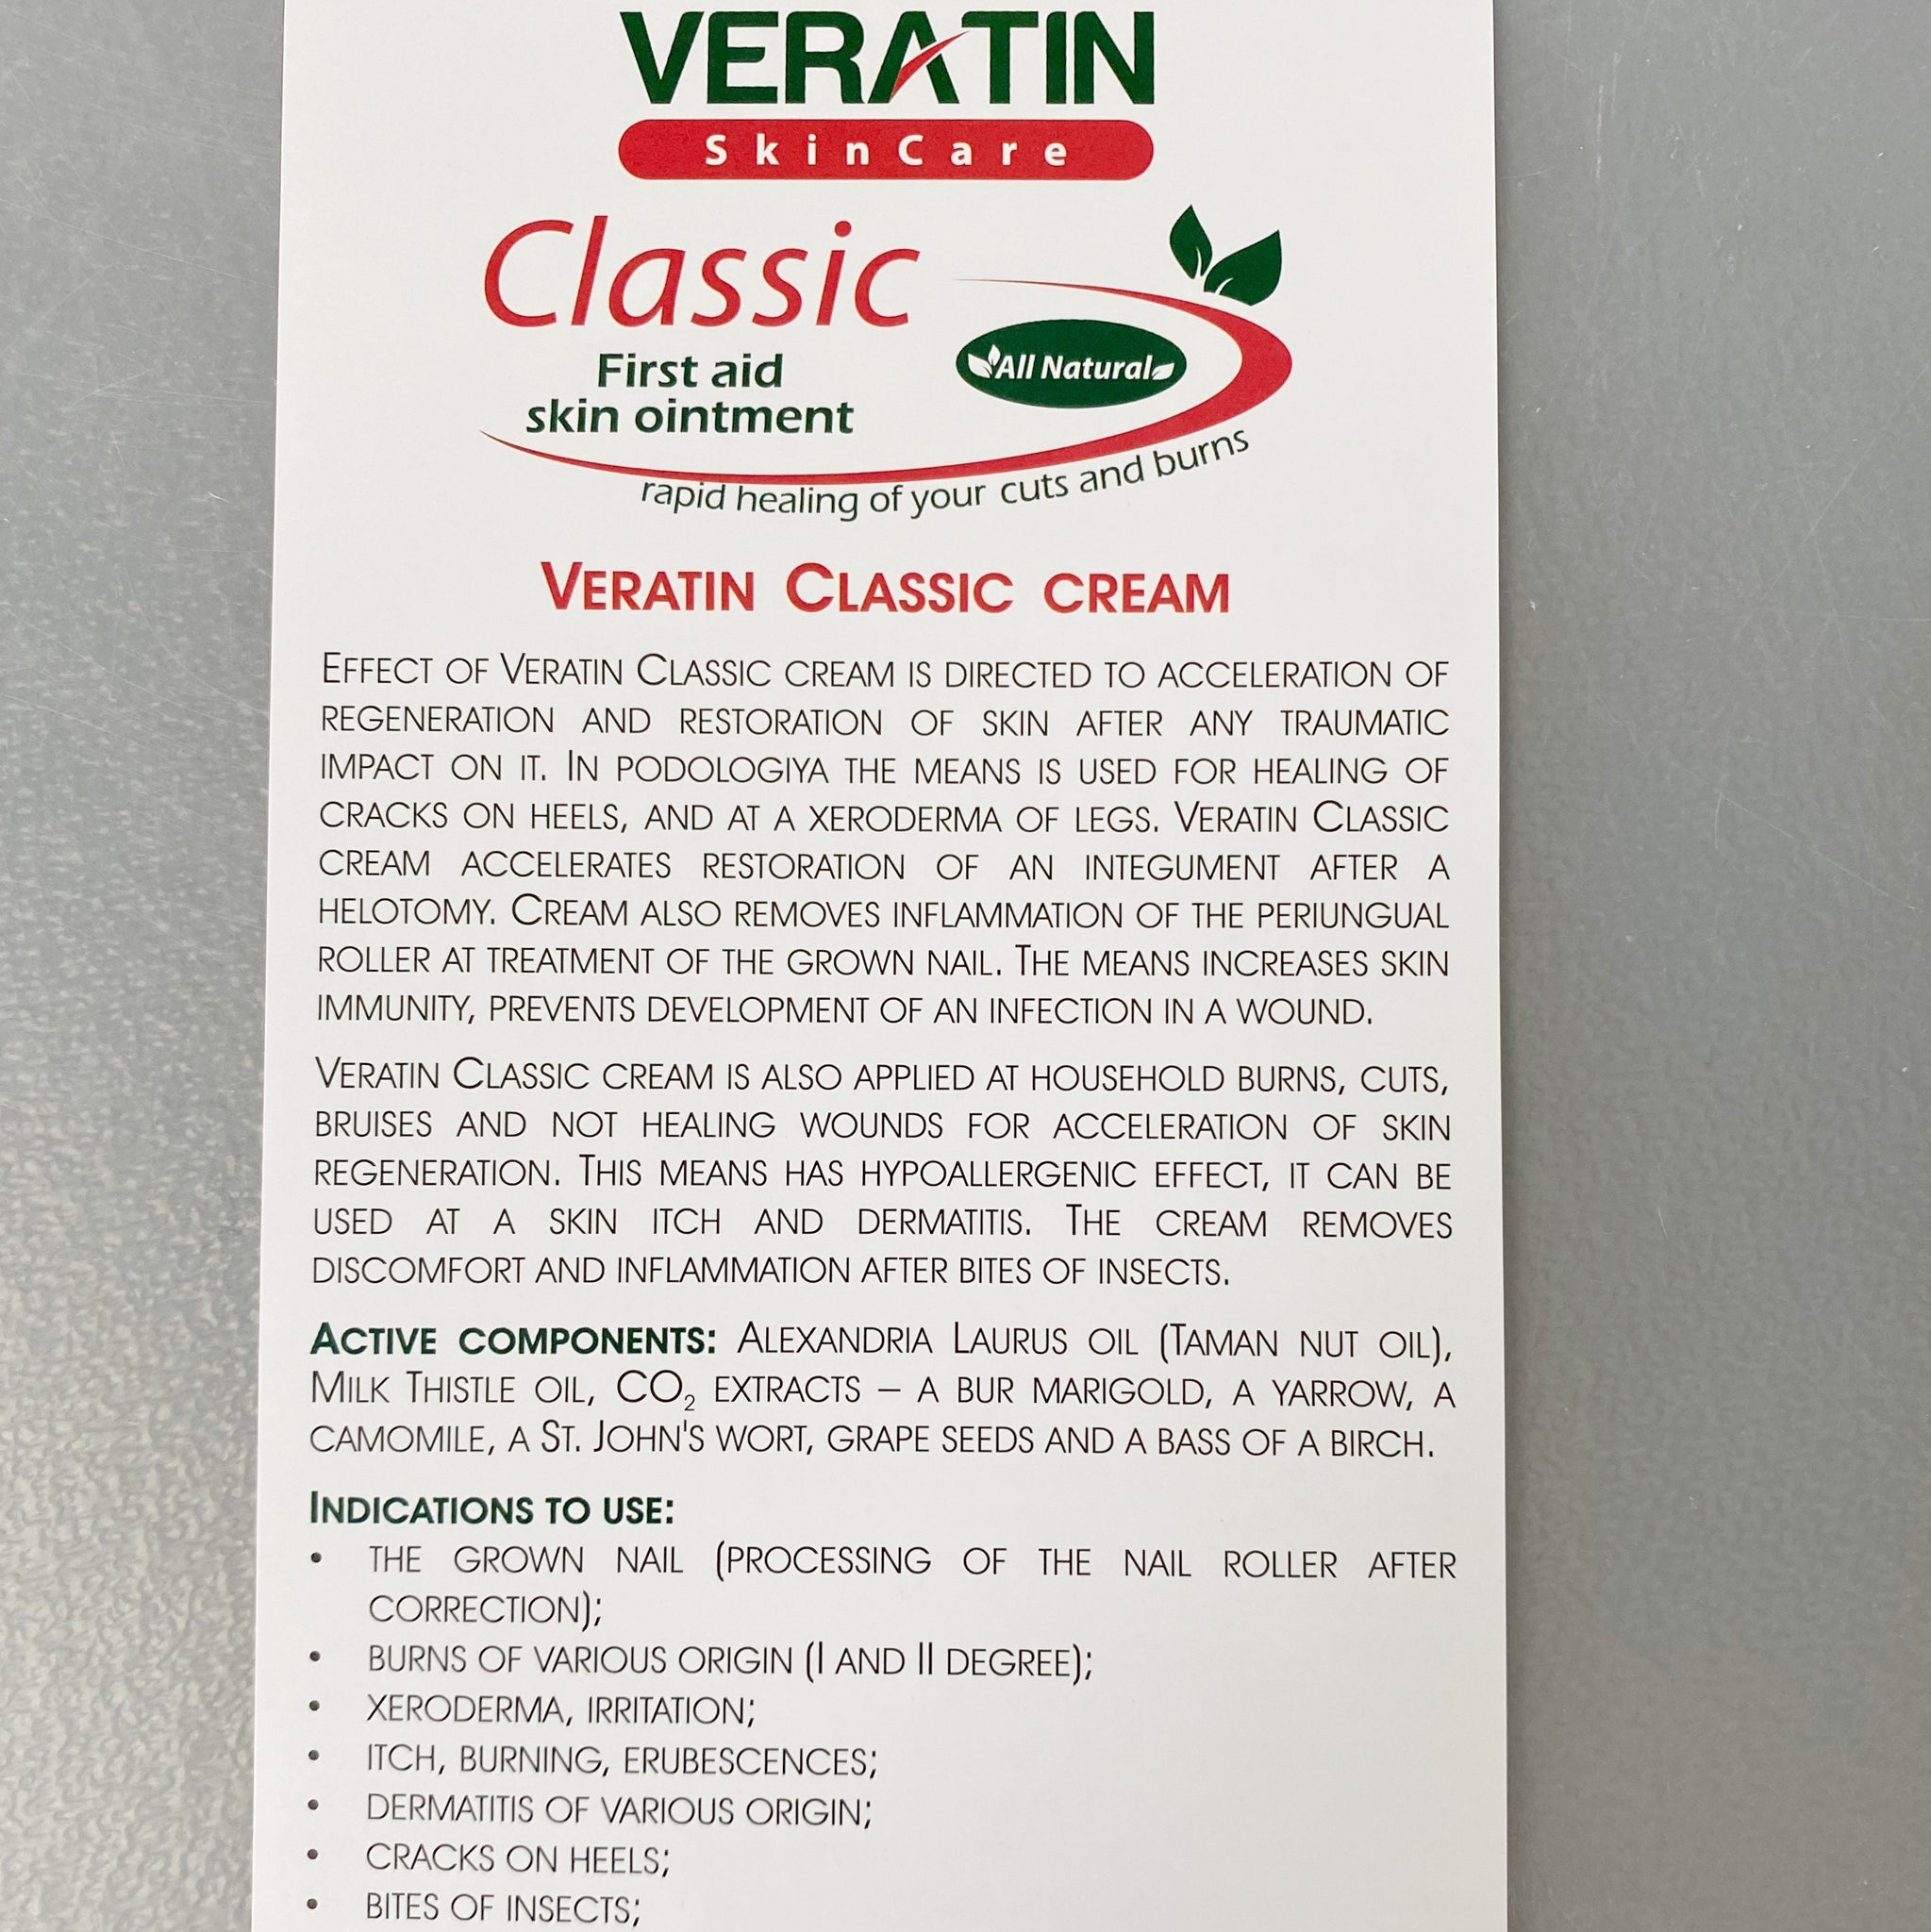 VERATIN
SkinCare
Classic
First aid
skin ointment
All Natural
rapid healing of your cuts and burns
VERATIN CLASSIC CREAM
EFFECT OF VERATIN CLASSIC CREAM IS DIRECTED TO ACCELERATION OF
REGENERATION AND RESTORATION OF SKIN AFTER ANY TRAUMATIC
IMPACT ON IT. IN PODOLOGIYA THE MEANS IS USED FOR HEALING OF
CRACKS ON HEELS, AND AT A XERODERMA OF LEGS. VERATIN CLASSIC
CREAM ACCELERATES RESTORATION OF AN INTEGUMENT AFTER A
HELOTOMY. CREAM ALSO REMOVES INFLAMMATION OF THE PERIUNGUAL
ROLLER AT TREATMENT OF THE GROWN NAIL. THE MEANS INCREASES SKIN
IMMUNITY, PREVENTS DEVELOPMENT OF AN INFECTION IN A WOUND.
VERATIN CLASSIC CREAM IS ALSO APPLIED AT HOUSEHOLD BURNS, CUTS,
BRUISES AND NOT HEALING WOUNDS FOR ACCELERATION OF SKIN
REGENERATION. THIS MEANS HAS HYPOALLERGENIC EFFECT, IT CAN BE
USED AT A SKIN ITCH AND DERMATITIS. THE CREAM REMOVES
DISCOMFORT AND INFLAMMATION AFTER BITES OF INSECTS.
ACTIVE COMPONENTS: ALEXANDRIA LAURUS OIL (TAMAN NUT OIL),
MILK THISTLE OIL, CO₂ EXTRACTS – A BUR MARIGOLD, A YARROW, A
CAMOMILE, A ST. JOHN'S WORT, GRAPE SEEDS AND A BASS OF A BIRCH.
INDICATIONS TO USE:
• THE GROWN NAIL (PROCESSING OF THE NAIL ROLLER AFTER
CORRECTION);
• BURNS OF VARIOUS ORIGIN (I AND II DEGREE);
• XERODERMA, IRRITATION;
• ITCH, BURNING, ERUBESCENCES;
• DERMATITIS OF VARIOUS ORIGIN;
• CRACKS ON HEELS;
• BITES OF INSECTS;